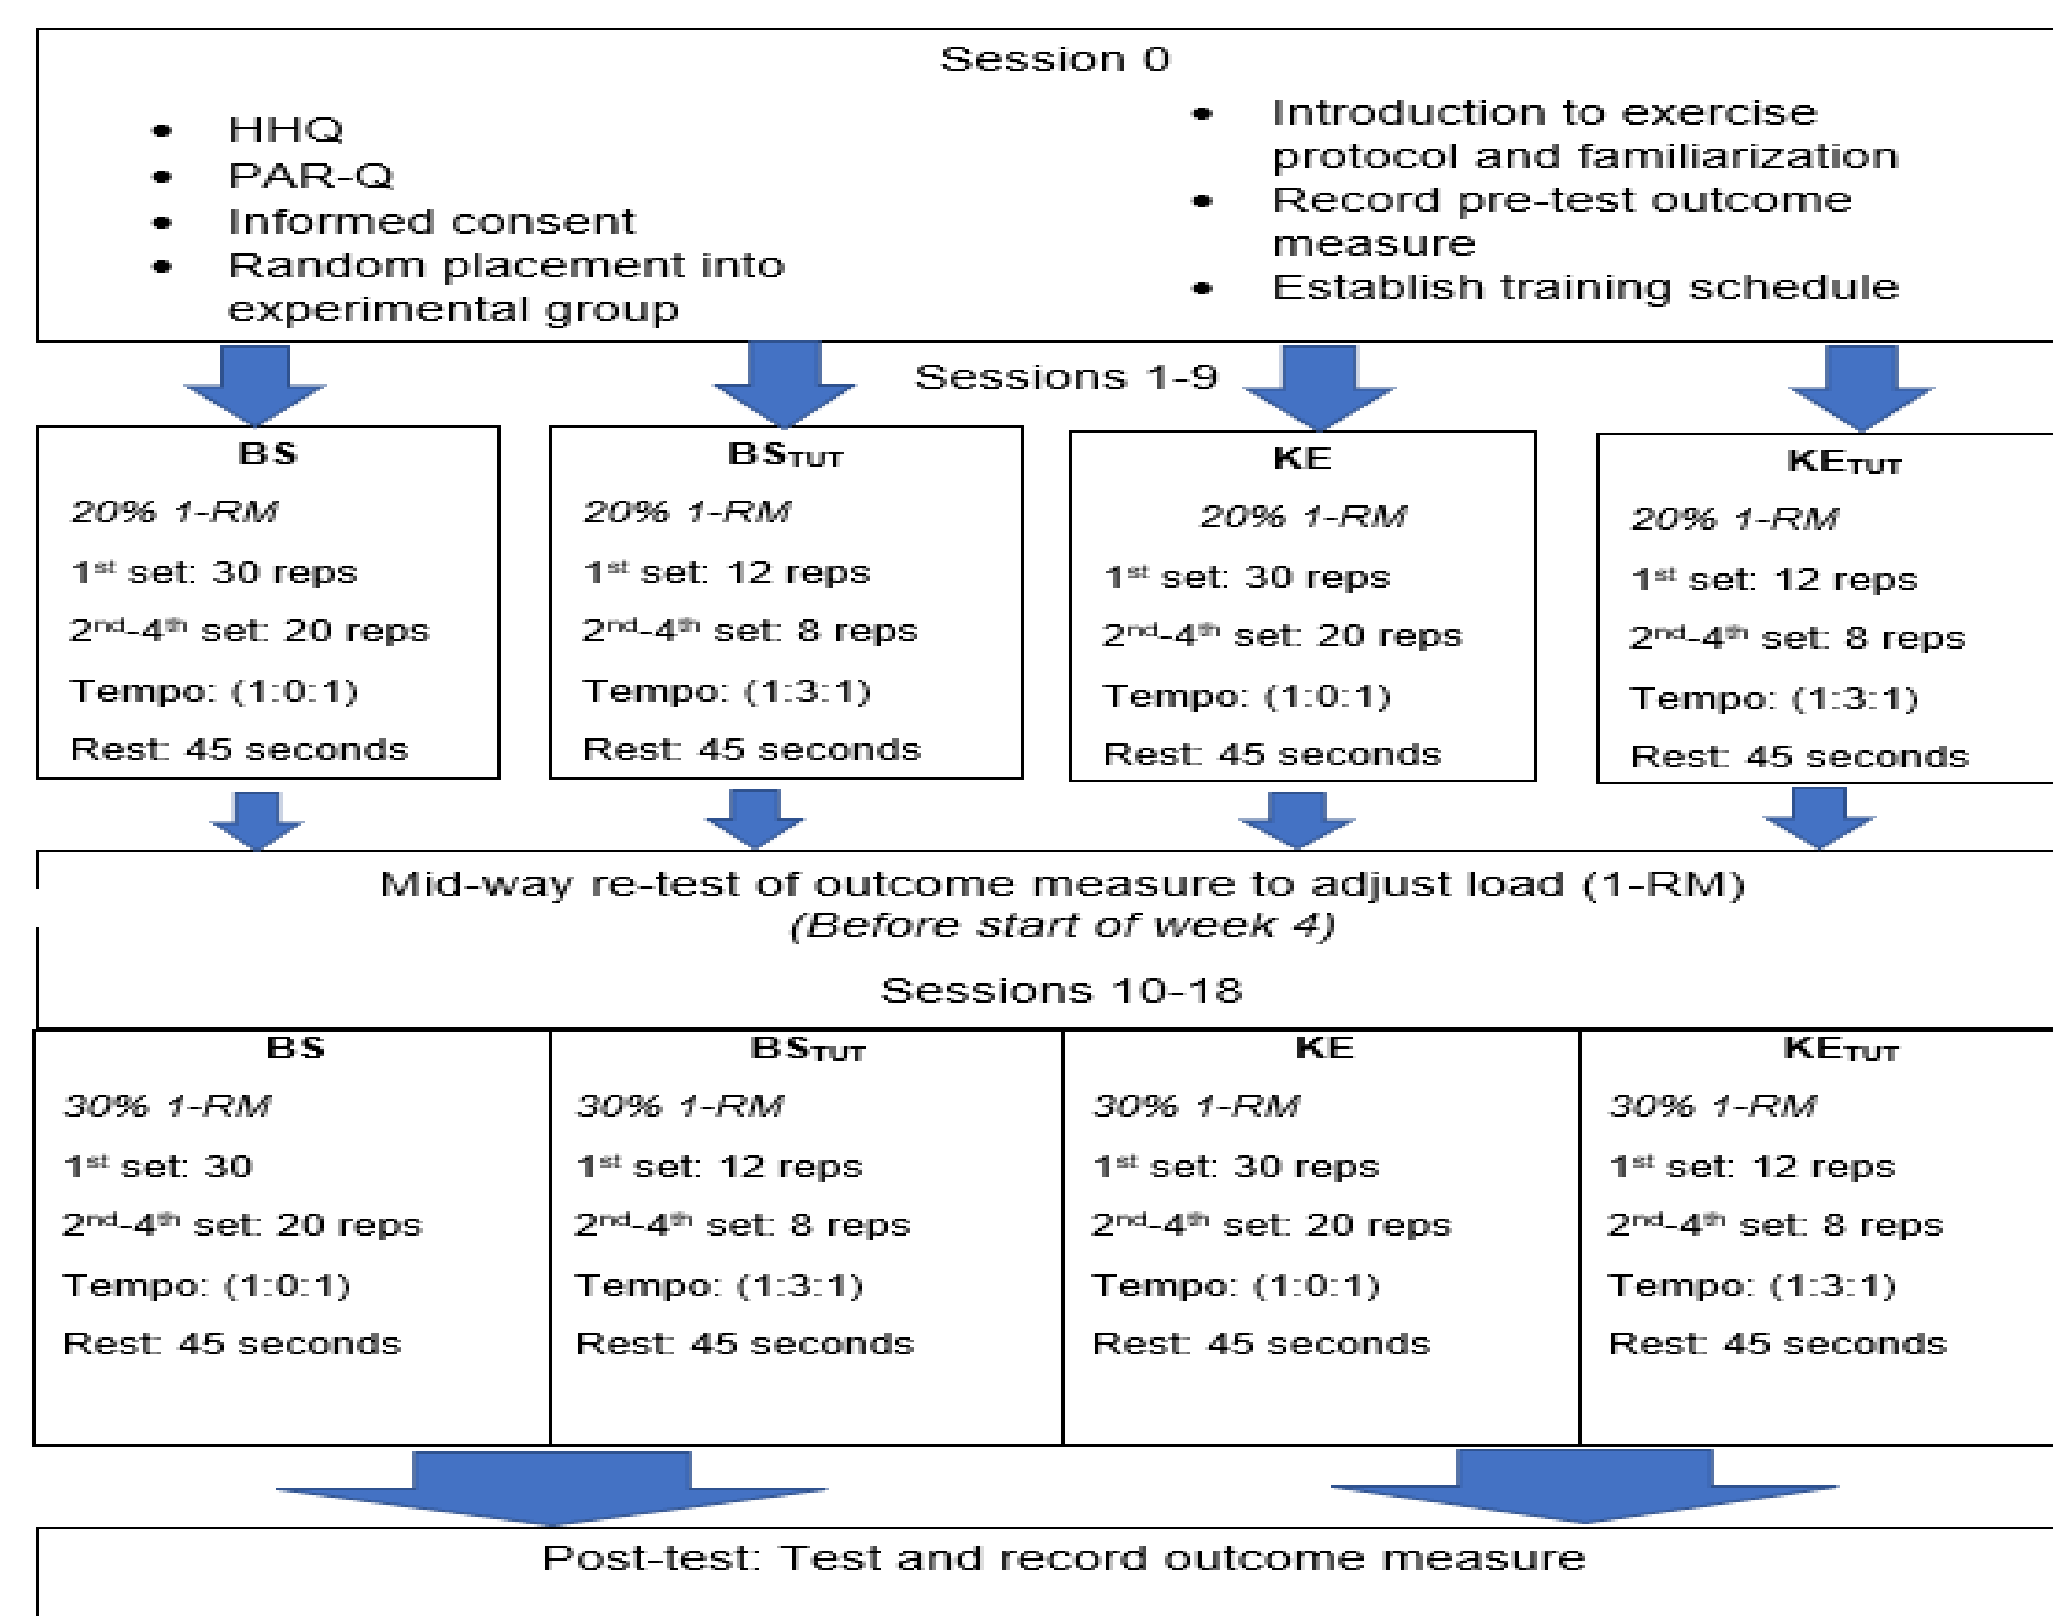 Session 0
• HHQ
• PAR-Q
• Informed consent
• Random placement into
experimental group
• Introduction to exercise
protocol and familiarization
• Record pre-test outcome
measure
• Establish training schedule
Sessions 1-9
BS
20% 1-RM
1st set: 30 reps
2nd-4th set: 20 reps
Tempo: (1:0:1)
Rest: 45 seconds
BSTUT
20% 1-RM
1st set: 12 reps
2nd-4th set: 8 reps
Tempo: (1:3:1)
Rest: 45 seconds
KE
20% 1-RM
1st set: 30 reps
2nd-4th set: 20 reps
Tempo: (1:0:1)
Rest: 45 seconds
KETUT
20% 1-RM
1st set: 12 reps
2nd-4th set: 8 reps
Tempo: (1:3:1)
Rest: 45 seconds
Mid-way re-test of outcome measure to adjust load (1-RM)
(Before start of week 4)
Sessions 10-18
BS
30% 1-RM
1st set: 30
2nd-4th set: 20 reps
Tempo: (1:0:1)
Rest: 45 seconds
BSTUT
30% 1-RM
1st set: 12 reps
2nd-4th set: 8 reps
Tempo: (1:3:1)
Rest: 45 seconds
KE
30% 1-RM
1st set: 30 reps
2nd-4th set: 20 reps
Tempo: (1:0:1)
Rest: 45 seconds
KETUT
30% 1-RM
1st set: 12 reps
2nd-4th set: 8 reps
Tempo: (1:3:1)
Rest: 45 seconds
Post-test: Test and record outcome measure